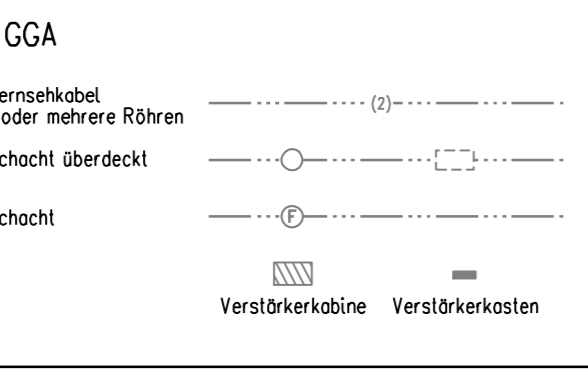 GGA
ernsehkabel
oder mehrere Röhren
(2)
chacht überdeckt
chacht
F
Verstärkerkabine
Verstärkerkasten